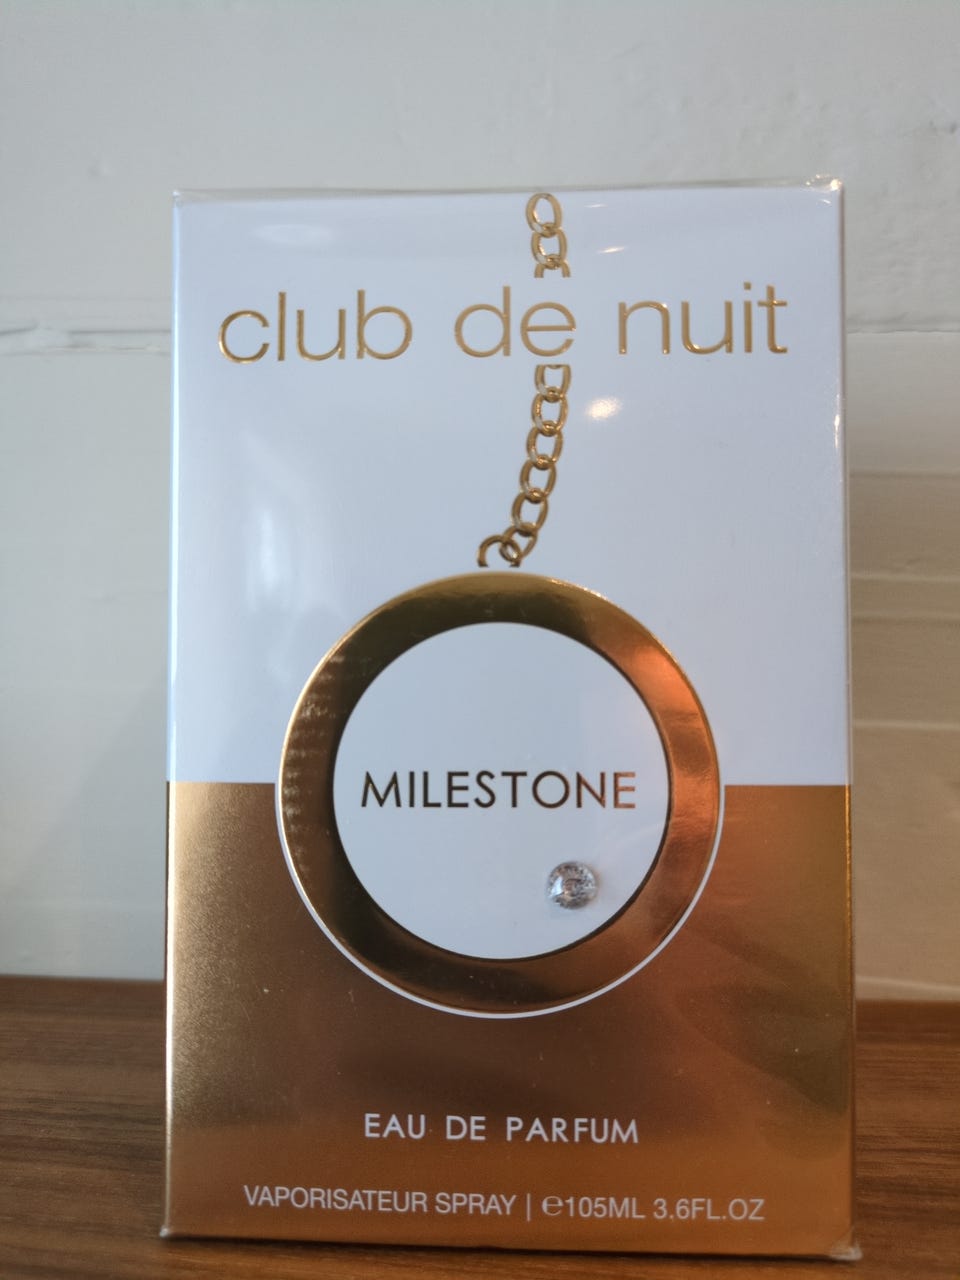 club de nuit
MILESTONE
EAU DE PARFUM
VAPORISATEUR SPRAY | ℮105ML 3.6FL.OZ